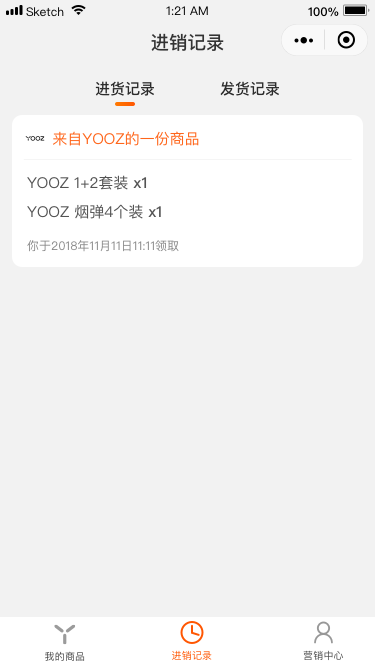 Sketch
1:21 AM
100%
进销记录
进货记录
发货记录
YOOZ
来自YOOZ的一份商品
YOOZ 1+2套装 x1
YOOZ 烟弹4个装 x1
你于2018年11月11日11:11领取
我的商品
进销记录
营销中心